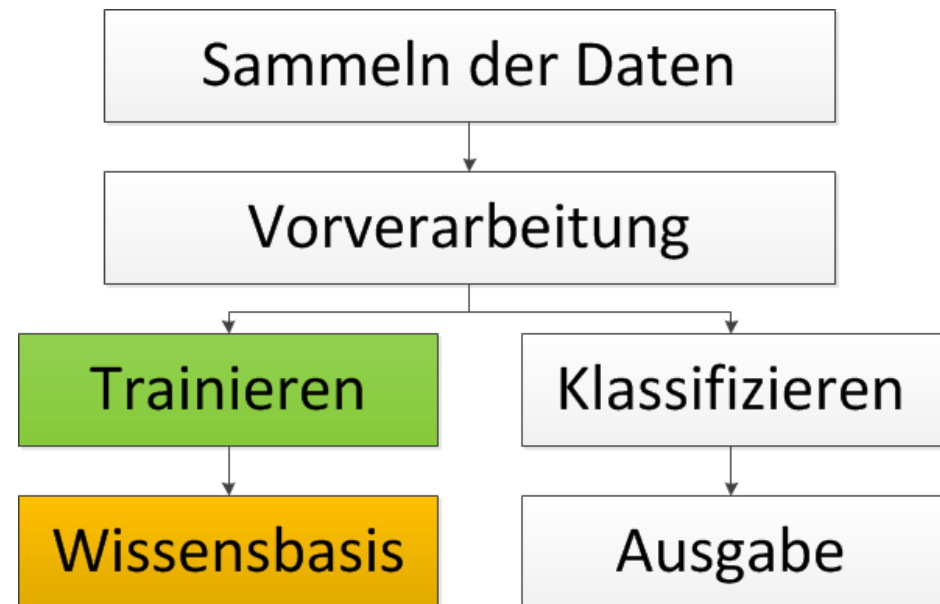 Sammeln der Daten
Vorverarbeitung
Trainieren
Klassifizieren
Wissensbasis
Ausgabe